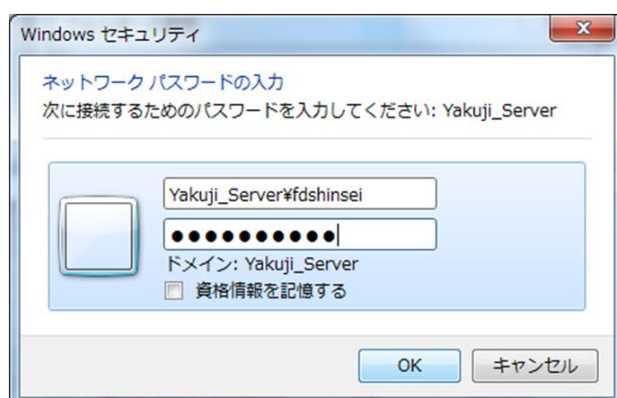 Windows セキュリティ
ネットワーク パスワードの入力
次に接続するためのパスワードを入力してください: Yakuji_Server
Yakuji_Server¥fdshinsei
●●●●●●●●●●
ドメイン: Yakuji_Server
資格情報を記憶する
OK
キャンセル